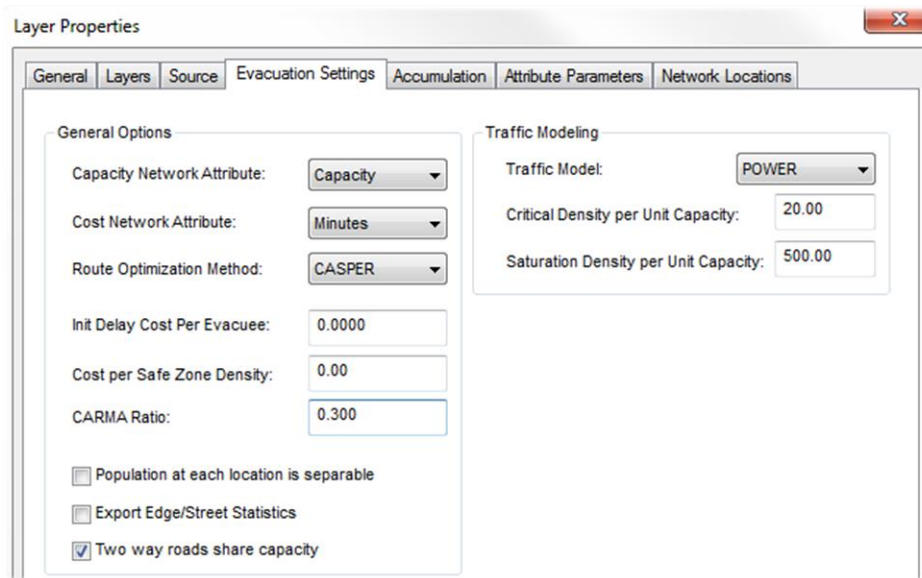 Layer Properties
General Layers Source Evacuation Settings Accumulation Attribute Parameters Network Locations
General Options
Capacity Network Attribute: Capacity
Cost Network Attribute: Minutes
Route Optimization Method: CASPER
Init Delay Cost Per Evacuee: 0.0000
Cost per Safe Zone Density: 0.00
CARMA Ratio: 0.300
Population at each location is separable
Export Edge/Street Statistics
Two way roads share capacity
Traffic Modeling
Traffic Model: POWER
Critical Density per Unit Capacity: 20.00
Saturation Density per Unit Capacity: 500.00